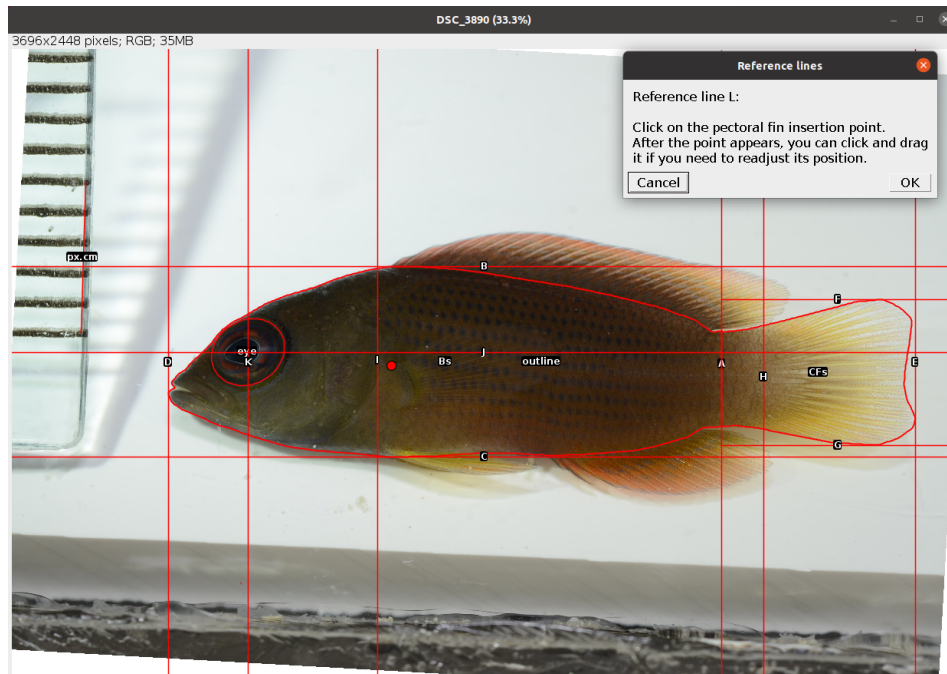 DSC_3890 (33.3%)
3696x2448 pixels; RGB; 35MB
Reference lines
Reference line L:
Click on the pectoral fin insertion point.
After the point appears, you can click and drag
it if you need to readjust its position.
Cancel
OK
px.cm
B
F
eye
J
D
K
I
Bs
outline
A
E
H
CFs
G
C